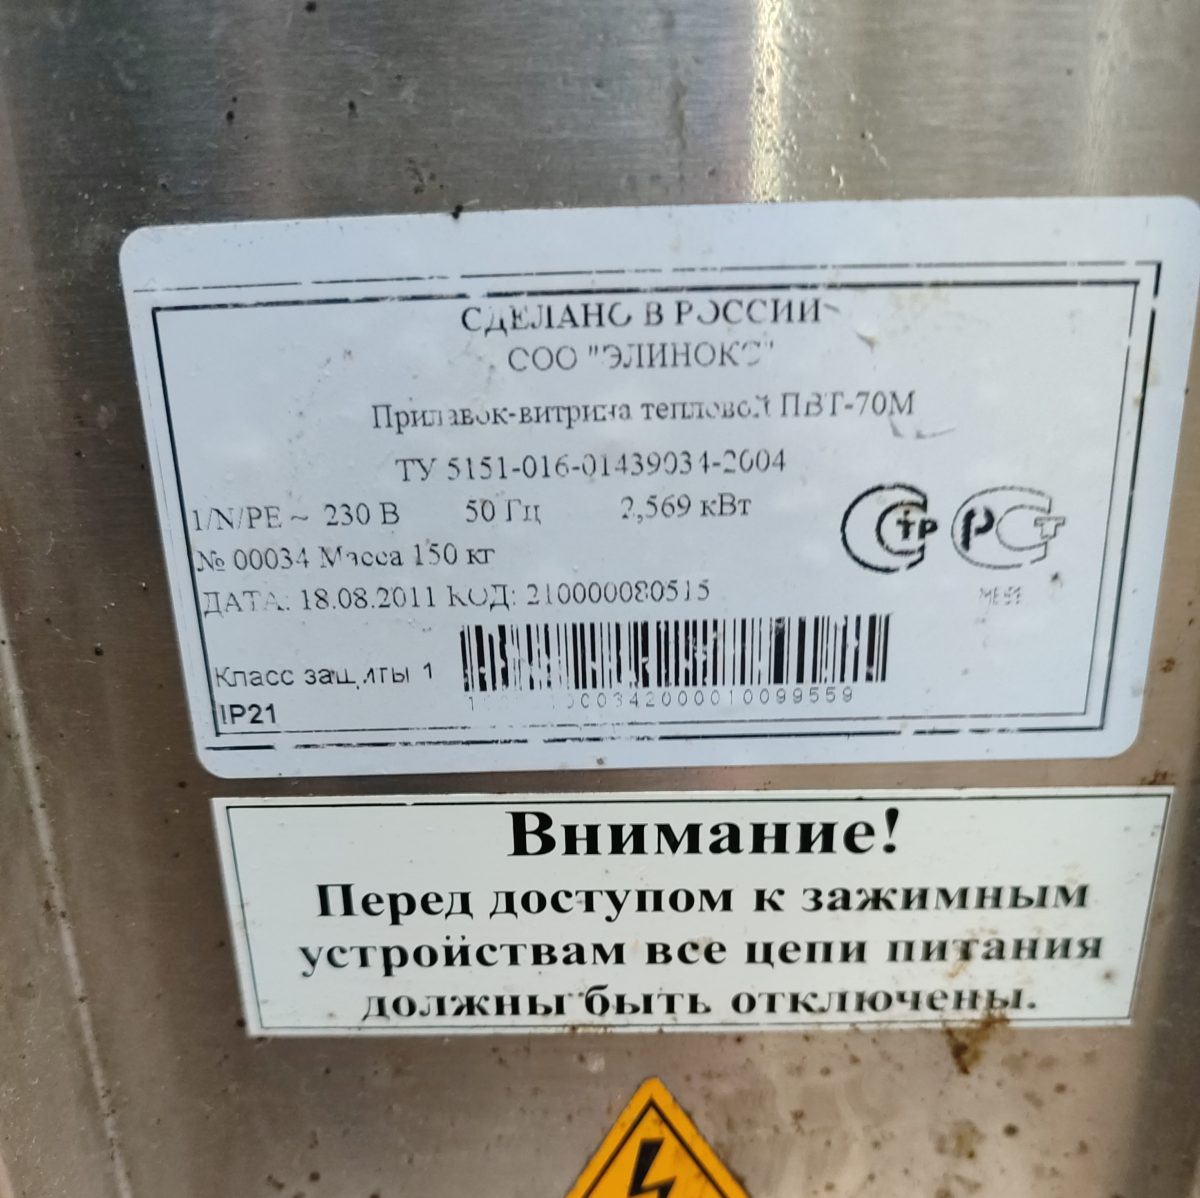 СДЕЛАНО В РОССИИ
ООО "ЭЛИНОКС"
Прилавок-витрина тепловой ПВТ-70М
ТУ 5151-016-01439034-2004
1/N/PE ~ 230 В 50 Гц 2,569 кВт
№ 00034 Масса 150 кг
ДАТА: 18.08.2011 КОД: 210000080515
Класс защиты 1
IP21
Внимание!
Перед доступом к зажимным
устройствам все цепи питания
должны быть отключены.